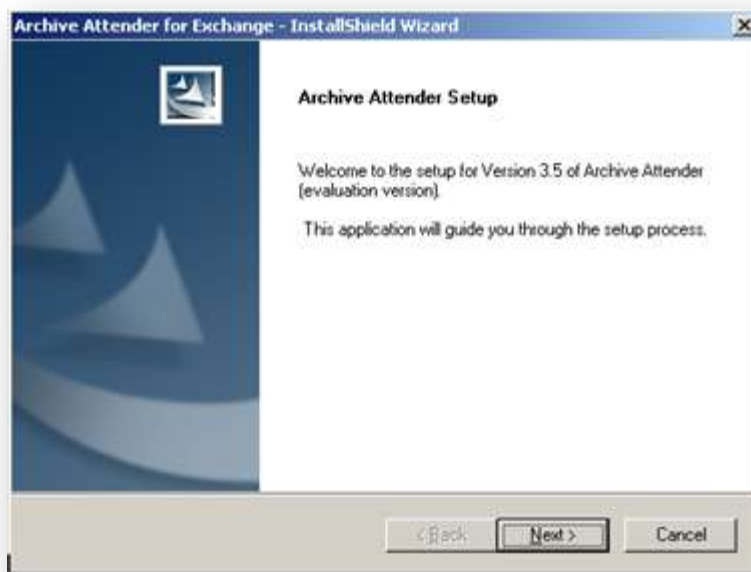 Archive Attender for Exchange - InstallShield Wizard
Archive Attender Setup
Welcome to the setup for Version 3.5 of Archive Attender
(evaluation version).
This application will guide you through the setup process.
< Back
Next >
Cancel